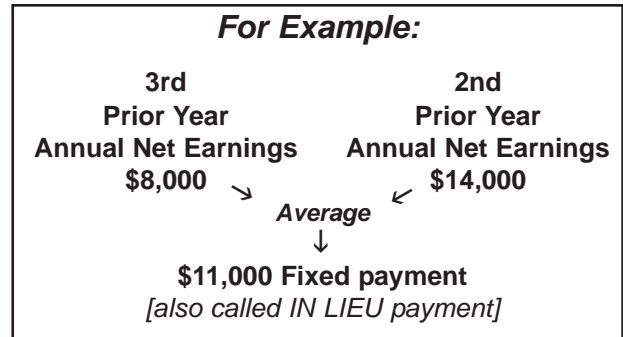 For Example:
3rd 2nd
Prior Year Prior Year
Annual Net Earnings Annual Net Earnings
$8,000 $14,000
Average
$11,000 Fixed payment
[also called IN LIEU payment]